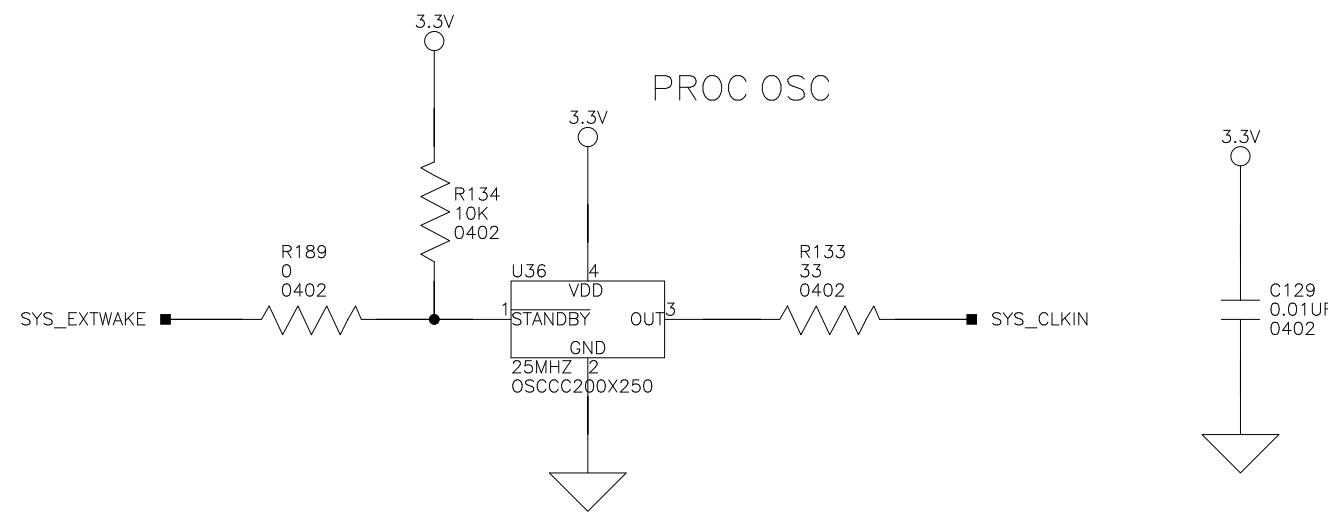 3.3V
PROC OSC
3.3V
3.3V
R134
10K
0402
R189
0
0402
R133
33
0402
U36
4
VDD
1
STANDBY
OUT
3
GND
25MHZ
2
OSCCC200X250
SYS_EXTWAKE
SYS_CLKIN
C129
0.01UF
0402